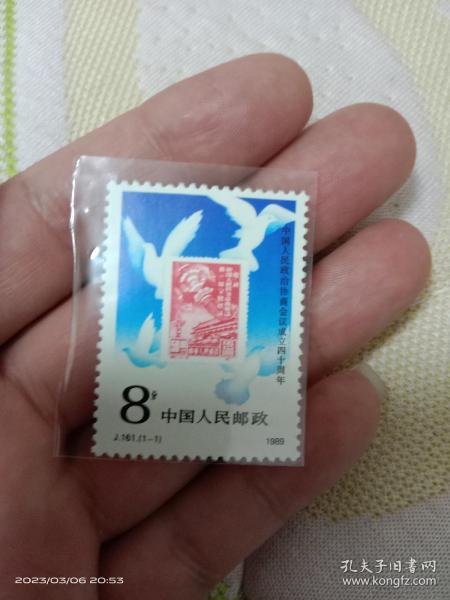 中国人民政治协商会议成立四十周年
8分
中国人民邮政
J.161.(1-1)
1989
2023/03/06 20:53
孔夫子旧书网
www.kongfz.com